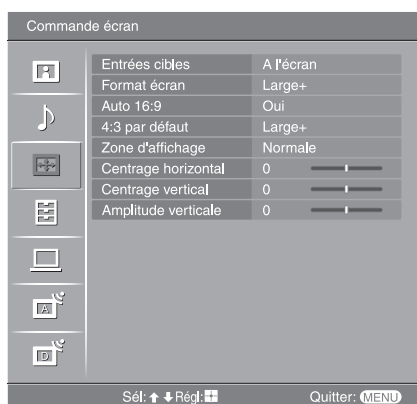 Commande écran
Entrées cibles A l'écran
Format écran Large+
Auto 16:9 Oui
4:3 par défaut Large+
Zone d'affichage Normale
Centrage horizontal 0
Centrage vertical 0
Amplitude verticale 0
A
D
Sél: Régl: Quitter: MENU